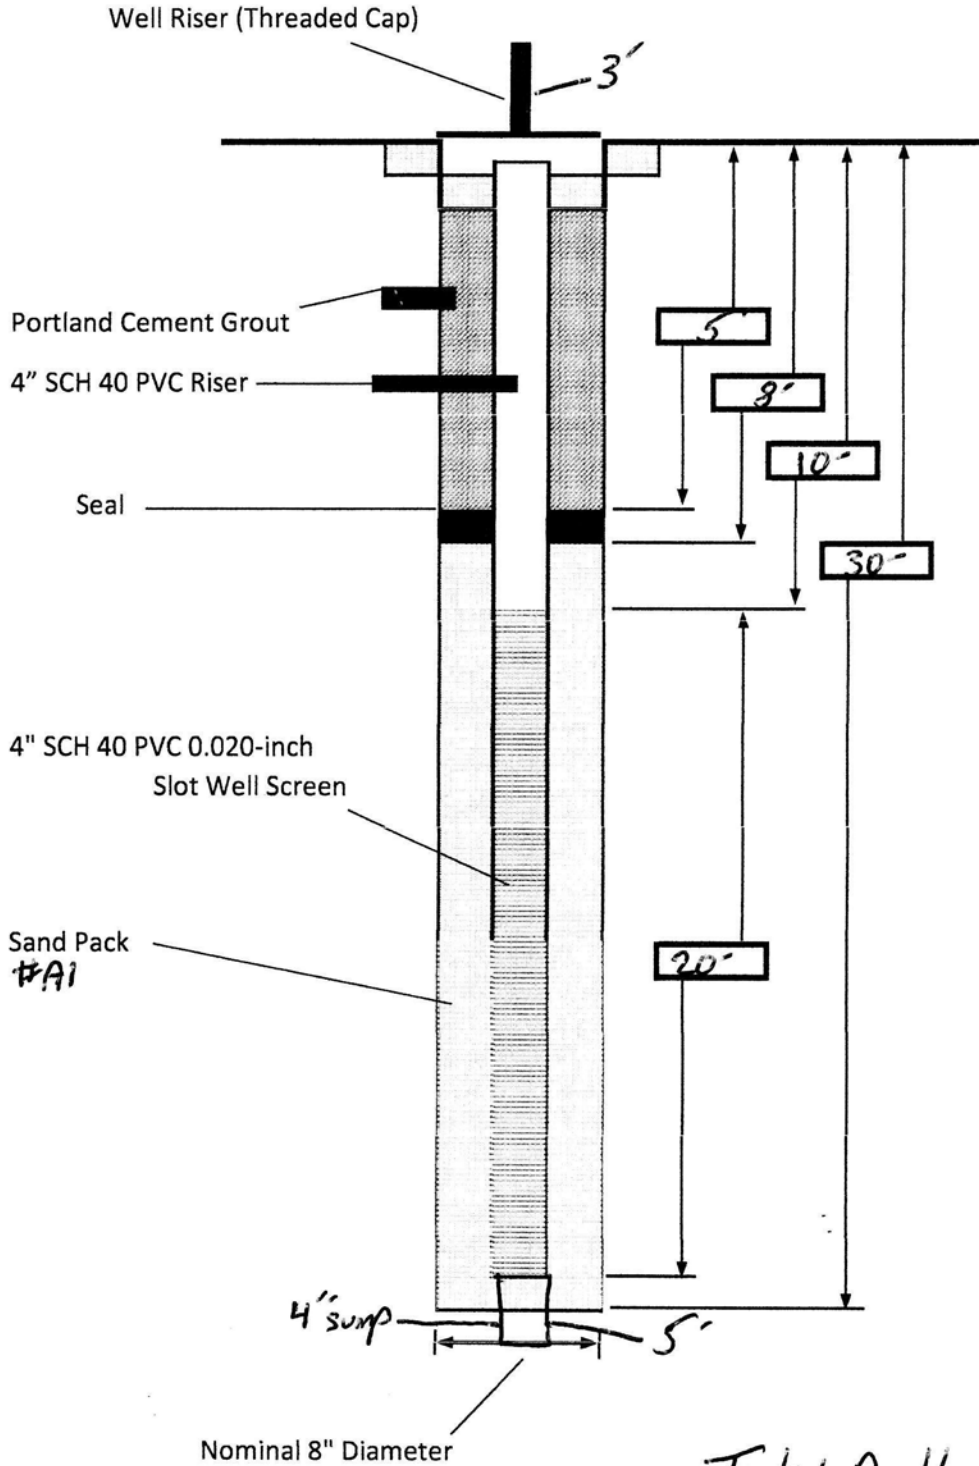 Well Riser (Threaded Cap)
3'
Portland Cement Grout
5'
4" SCH 40 PVC Riser
8'
10'
Seal
30'
4" SCH 40 PVC 0.020-inch
Slot Well Screen
Sand Pack
#A1
20'
4" sump
5'
Nominal 8" Diameter